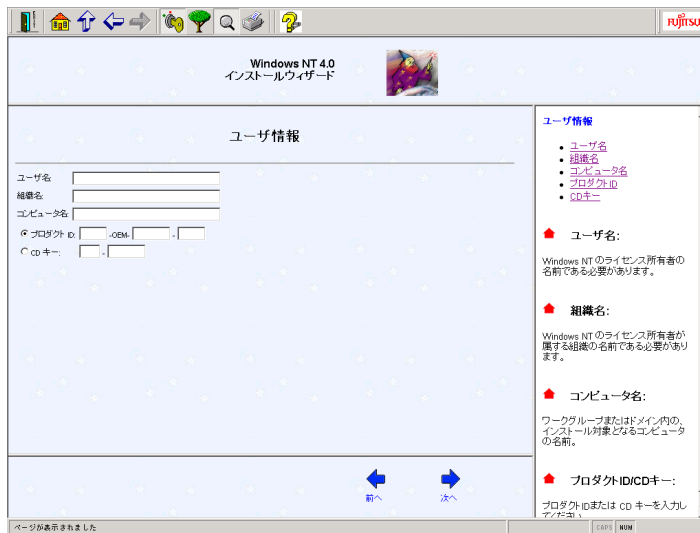 FUJITSU
Windows NT 4.0
インストールウィザード
ユーザ情報
ユーザ名
組織名:
コンピュータ名
プロダクト ID: -OEM- -
CD キー: -
前へ
次へ
ユーザ情報
ユーザ名
組織名
コンピュータ名
プロダクトID
CDキー
ユーザ名:
Windows NT のライセンス所有者の
名前である必要があります。
組織名:
Windows NT のライセンス所有者が
属する組織の名前である必要があり
ます。
コンピュータ名:
ワークグループまたはドメイン内の、
インストール対象となるコンピュータ
の名前。
プロダクトID/CDキー:
プロダクトIDまたは CD キーを入力し
てください
ページが表示されました
CAPS NUM